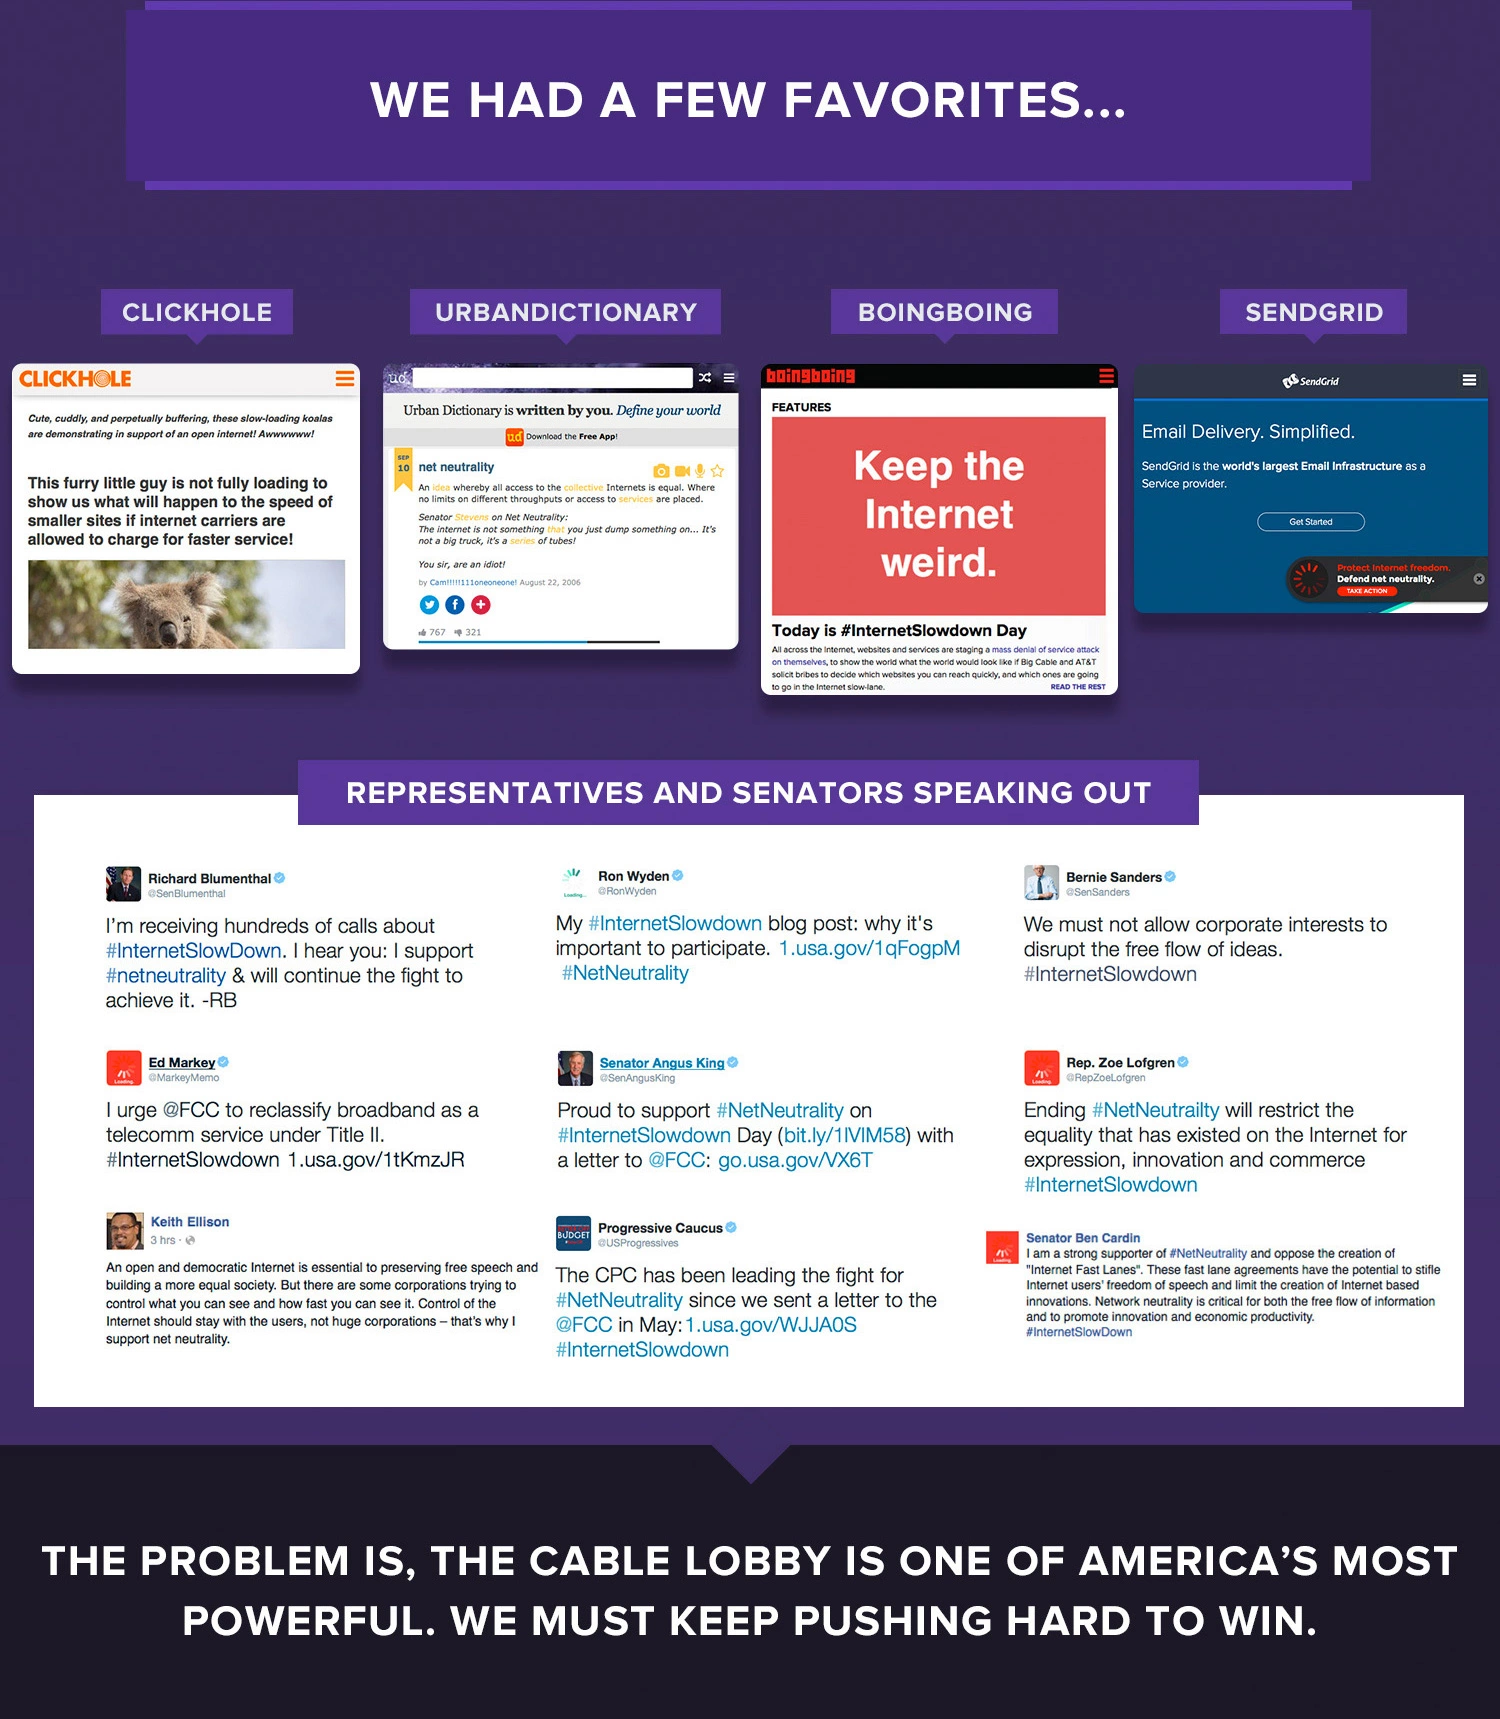 WE HAD A FEW FAVORITES...
CLICKHOLE
CLICKHOLE
Cute, cuddly, and perpetually buffering, these slow-loading koalas
are demonstrating in support of an open internet! Awwwwww!
This furry little guy is not fully loading to
show us what will happen to the speed of
smaller sites if internet carriers are
allowed to charge for faster service!
URBANDICTIONARY
ud
Urban Dictionary is written by you. Define your world
ud Download the Free App!
SEP
10
net neutrality
An idea whereby all access to the collective Internets is equal. Where
no limits on different throughputs or access to services are placed.
Senator Stevens on Net Neutrality:
The internet is not something that you just dump something on... It's
not a big truck, it's a series of tubes!
You sir, are an idiot!
by Cam!!!!!111oneoneone! August 22, 2006
767 321
BOINGBOING
boingboing
FEATURES
Keep the
Internet
weird.
Today is #InternetSlowdown Day
All across the Internet, websites and services are staging a mass denial of service attack
on themselves, to show the world what the world would look like if Big Cable and AT&T
solicit bribes to decide which websites you can reach quickly, and which ones are going
to go in the Internet slow-lane.
READ THE REST
SENDGRID
SendGrid
Email Delivery. Simplified.
SendGrid is the world's largest Email Infrastructure as a
Service provider.
Get Started
Protect Internet freedom.
Defend net neutrality.
TAKE ACTION
REPRESENTATIVES AND SENATORS SPEAKING OUT
Richard Blumenthal
@SenBlumenthal
I'm receiving hundreds of calls about
#InternetSlowDown. I hear you: I support
#netneutrality & will continue the fight to
achieve it. -RB
Loading...
Ron Wyden
@RonWyden
My #InternetSlowdown blog post: why it's
important to participate. 1.usa.gov/1qFogpM
#NetNeutrality
Bernie Sanders
@SenSanders
We must not allow corporate interests to
disrupt the free flow of ideas.
#InternetSlowdown
Loading
Ed Markey
@MarkeyMemo
I urge @FCC to reclassify broadband as a
telecomm service under Title II.
#InternetSlowdown 1.usa.gov/1tKmzJR
Senator Angus King
@SenAngusKing
Proud to support #NetNeutrality on
#InternetSlowdown Day (bit.ly/1lVlM58) with
a letter to @FCC: go.usa.gov/VX6T
Loading
Rep. Zoe Lofgren
@RepZoeLofgren
Ending #NetNeutrailty will restrict the
equality that has existed on the Internet for
expression, innovation and commerce
#InternetSlowdown
Keith Ellison
3 hrs ·
An open and democratic Internet is essential to preserving free speech and
building a more equal society. But there are some corporations trying to
control what you can see and how fast you can see it. Control of the
Internet should stay with the users, not huge corporations – that's why I
support net neutrality.
BUDGET
Progressive Caucus
@USProgressives
The CPC has been leading the fight for
#NetNeutrality since we sent a letter to the
@FCC in May: 1.usa.gov/WJJA0S
#InternetSlowdown
Senator Ben Cardin
I am a strong supporter of #NetNeutrality and oppose the creation of
"Internet Fast Lanes". These fast lane agreements have the potential to stifle
Internet users' freedom of speech and limit the creation of Internet based
innovations. Network neutrality is critical for both the free flow of information
and to promote innovation and economic productivity.
#InternetSlowDown
THE PROBLEM IS, THE CABLE LOBBY IS ONE OF AMERICA'S MOST
POWERFUL. WE MUST KEEP PUSHING HARD TO WIN.